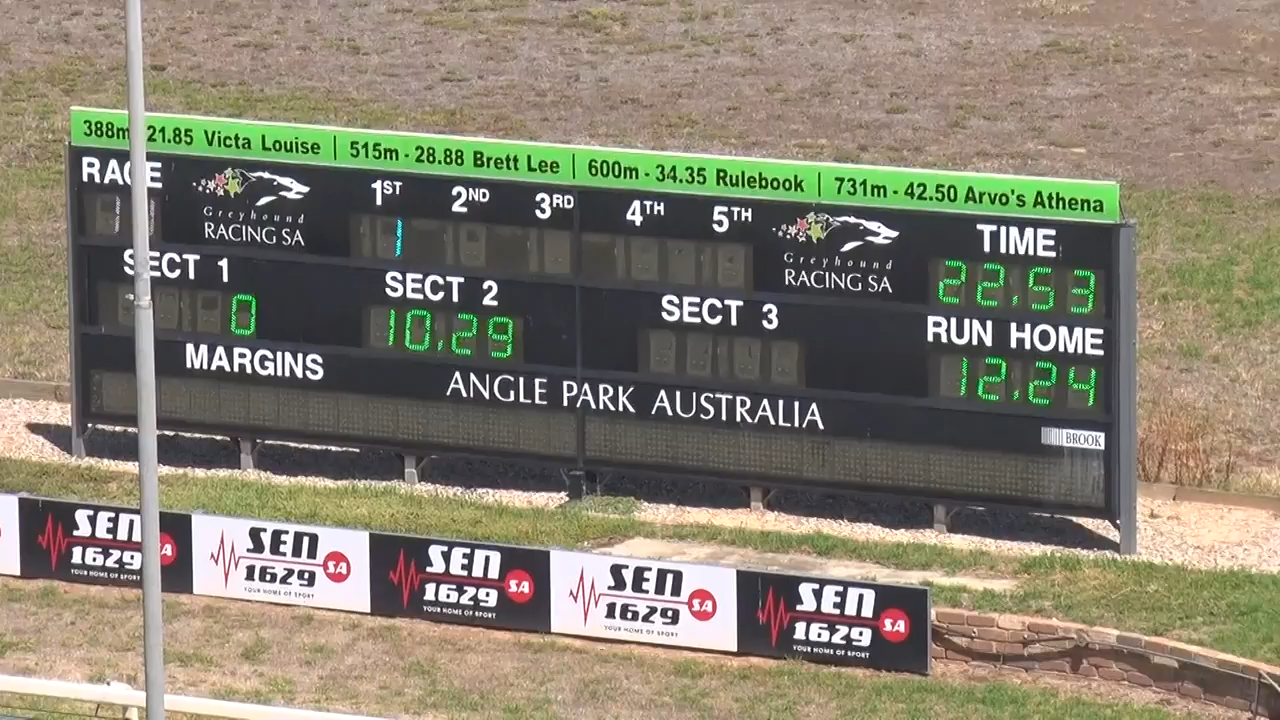 388m 21.85 Victa Louise | 515m - 28.88 Brett Lee | 600m - 34.35 Rulebook | 731m - 42.50 Arvo's Athena
RACE
Greyhound
RACING SA
1ST 2ND 3RD 4TH 5TH
1
Greyhound
RACING SA
TIME
22.53
SECT 1
0
SECT 2
10.29
SECT 3
RUN HOME
12.24
MARGINS
ANGLE PARK AUSTRALIA
BROOK
SEN
1629 SA
YOUR HOME OF SPORT
SEN
1629 SA
YOUR HOME OF SPORT
SEN
1629 SA
YOUR HOME OF SPORT
SEN
1629 SA
YOUR HOME OF SPORT
SEN
1629 SA
YOUR HOME OF SPORT